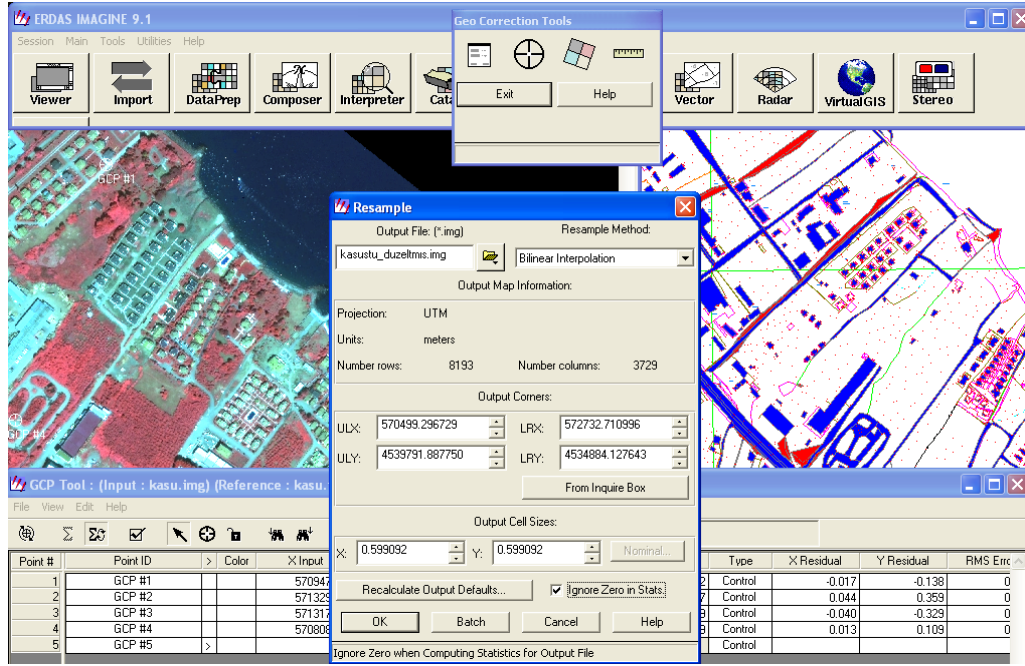 ERDAS IMAGINE 9.1
Session Main Tools Utilities Help
Viewer Import DataPrep Composer Interpreter Vector Radar VirtualGIS Stereo
Geo Correction Tools
Exit Help
GCP #1
Resample
Output File: (*.img) Resample Method:
kasustu_duzeltms.img Bilinear Interpolation
Output Map Information:
Projection: UTM
Units: meters
Number rows: 8193 Number columns: 3729
Output Corners:
ULX: 570499.296729 LRX: 572732.710996
ULY: 4539791.887750 LRY: 4534884.127643
From Inquire Box
Output Cell Sizes:
X: 0.599092 Y: 0.599092 Nominal...
Recalculate Output Defaults... Ignore Zero in Stats.
OK Batch Cancel Help
Ignore Zero when Computing Statistics for Output File
GCP Tool : (Input : kasu.img) (Reference : kasu.
File View Edit Help
Point # Point ID > Color X Input Type X Residual Y Residual RMS Erro
1 GCP #1 570947 Control -0.017 -0.138 0
2 GCP #2 571329 Control 0.044 0.359 0
3 GCP #3 571317 Control -0.040 -0.329 0
4 GCP #4 570808 Control 0.013 0.109 0
5 GCP #5 > Control